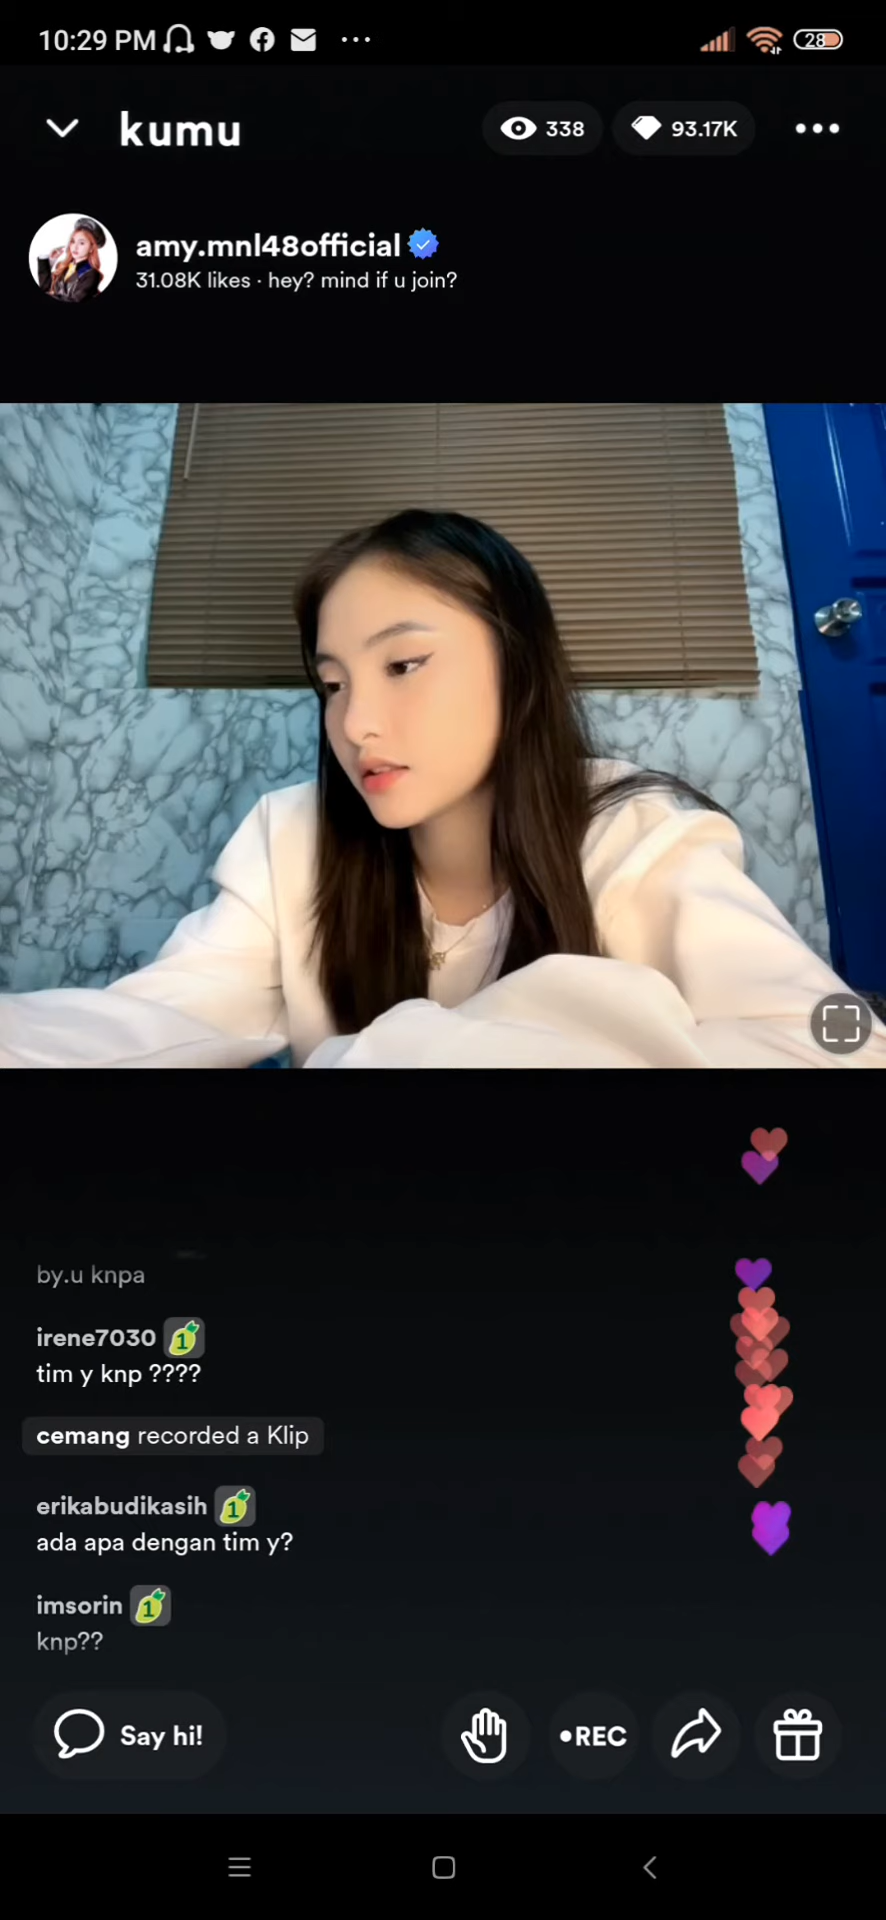 10:29 PM
28
kumu
338
93.17K
amy.mnl48official
31.08K likes · hey? mind if u join?
by.u knpa
irene7030 1
tim y knp ????
cemang recorded a Klip
erikabudikasih 1
ada apa dengan tim y?
imsorin 1
knp??
Say hi!
•REC